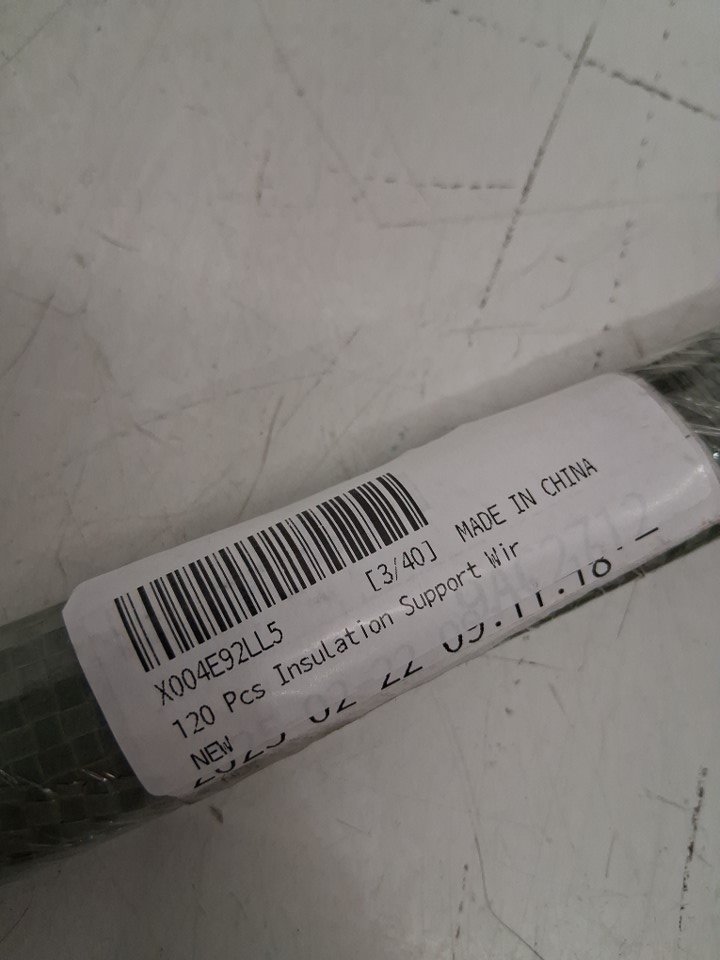 X004E92LL5
[3/40] MADE IN CHINA
120 Pcs Insulation Support Wir
NEW